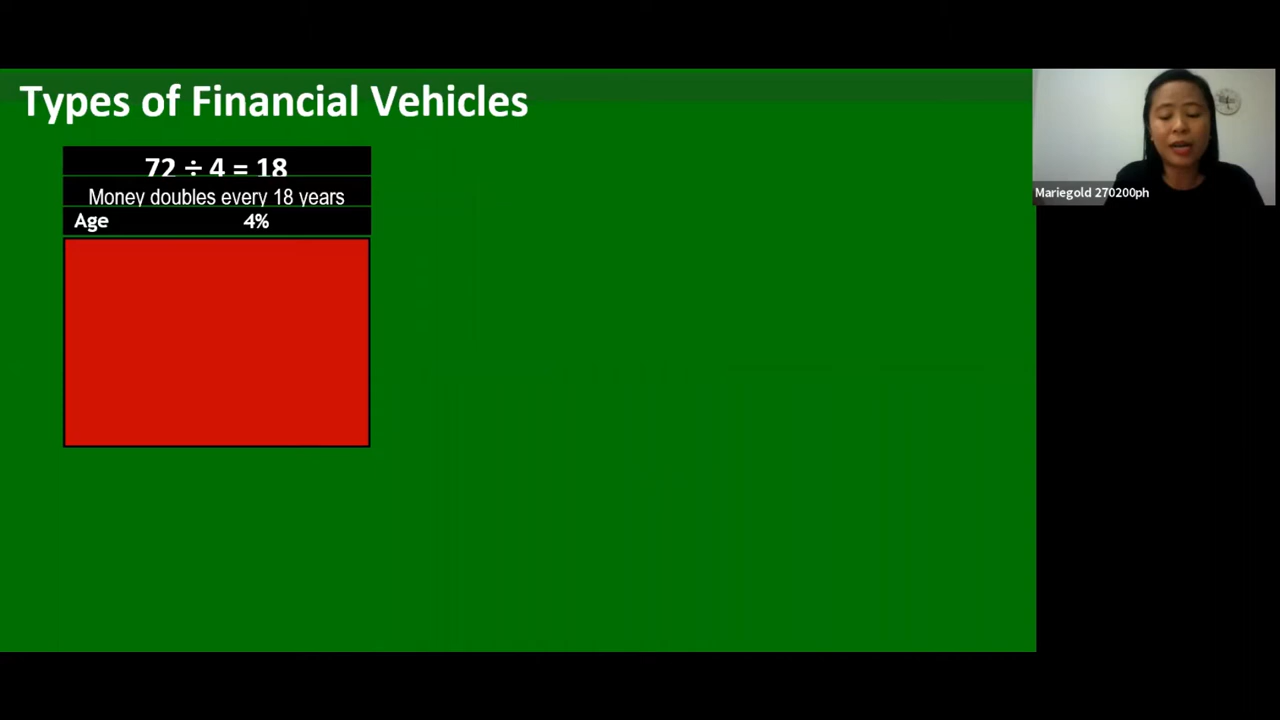 Types of Financial Vehicles
72 ÷ 4 = 18
Money doubles every 18 years
Age 4%
Mariegold 270200ph